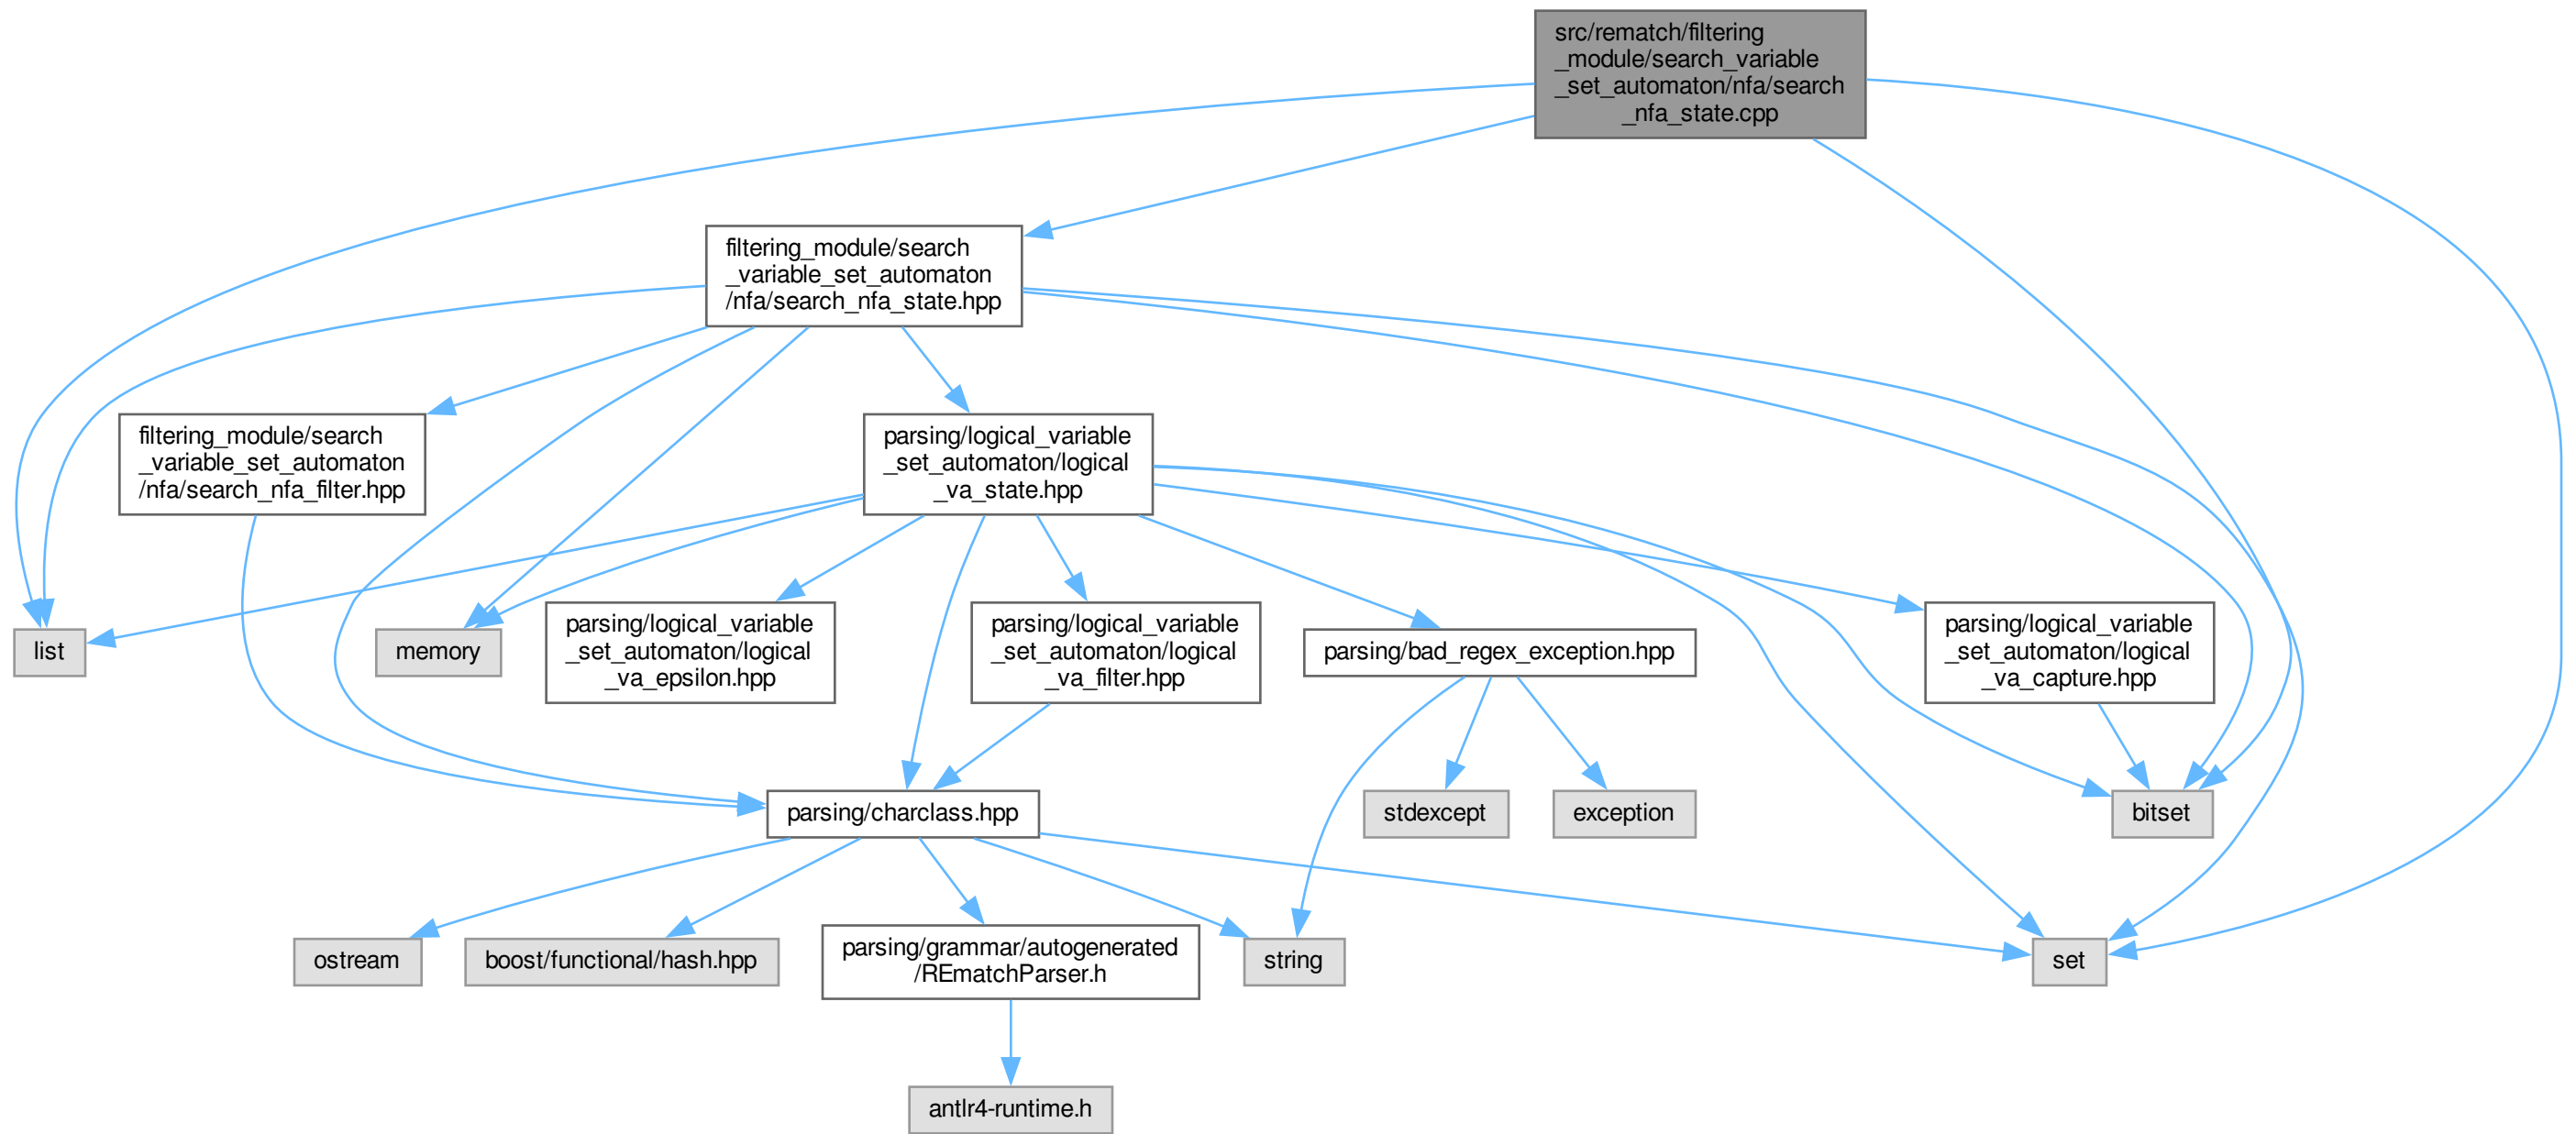 src/rematch/filtering
_module/search_variable
_set_automaton/nfa/search
_nfa_state.cpp
filtering_module/search
_variable_set_automaton
/nfa/search_nfa_state.hpp
filtering_module/search
_variable_set_automaton
/nfa/search_nfa_filter.hpp
parsing/logical_variable
_set_automaton/logical
_va_state.hpp
list
memory
parsing/logical_variable
_set_automaton/logical
_va_epsilon.hpp
parsing/logical_variable
_set_automaton/logical
_va_filter.hpp
parsing/bad_regex_exception.hpp
parsing/logical_variable
_set_automaton/logical
_va_capture.hpp
parsing/charclass.hpp
stdexcept
exception
bitset
ostream
boost/functional/hash.hpp
parsing/grammar/autogenerated
/REmatchParser.h
string
set
antlr4-runtime.h